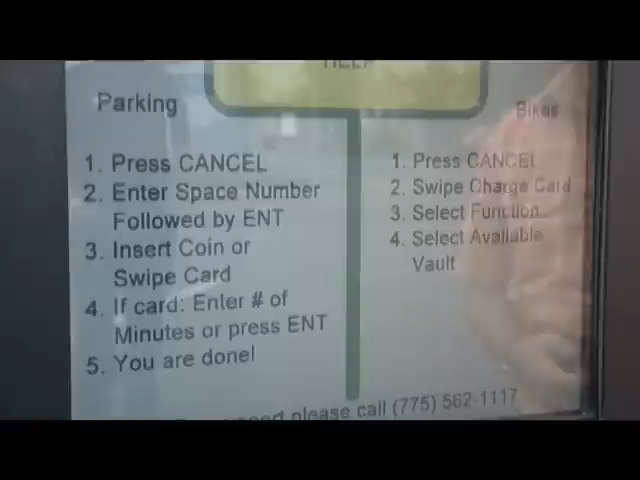 HELP
Parking
1. Press CANCEL
2. Enter Space Number
Followed by ENT
3. Insert Coin or
Swipe Card
4. If card: Enter # of
Minutes or press ENT
5. You are done!
Bikes
1. Press CANCEL
2. Swipe Charge Card
3. Select Function
4. Select Available
Vault
please call (775) 562-1117